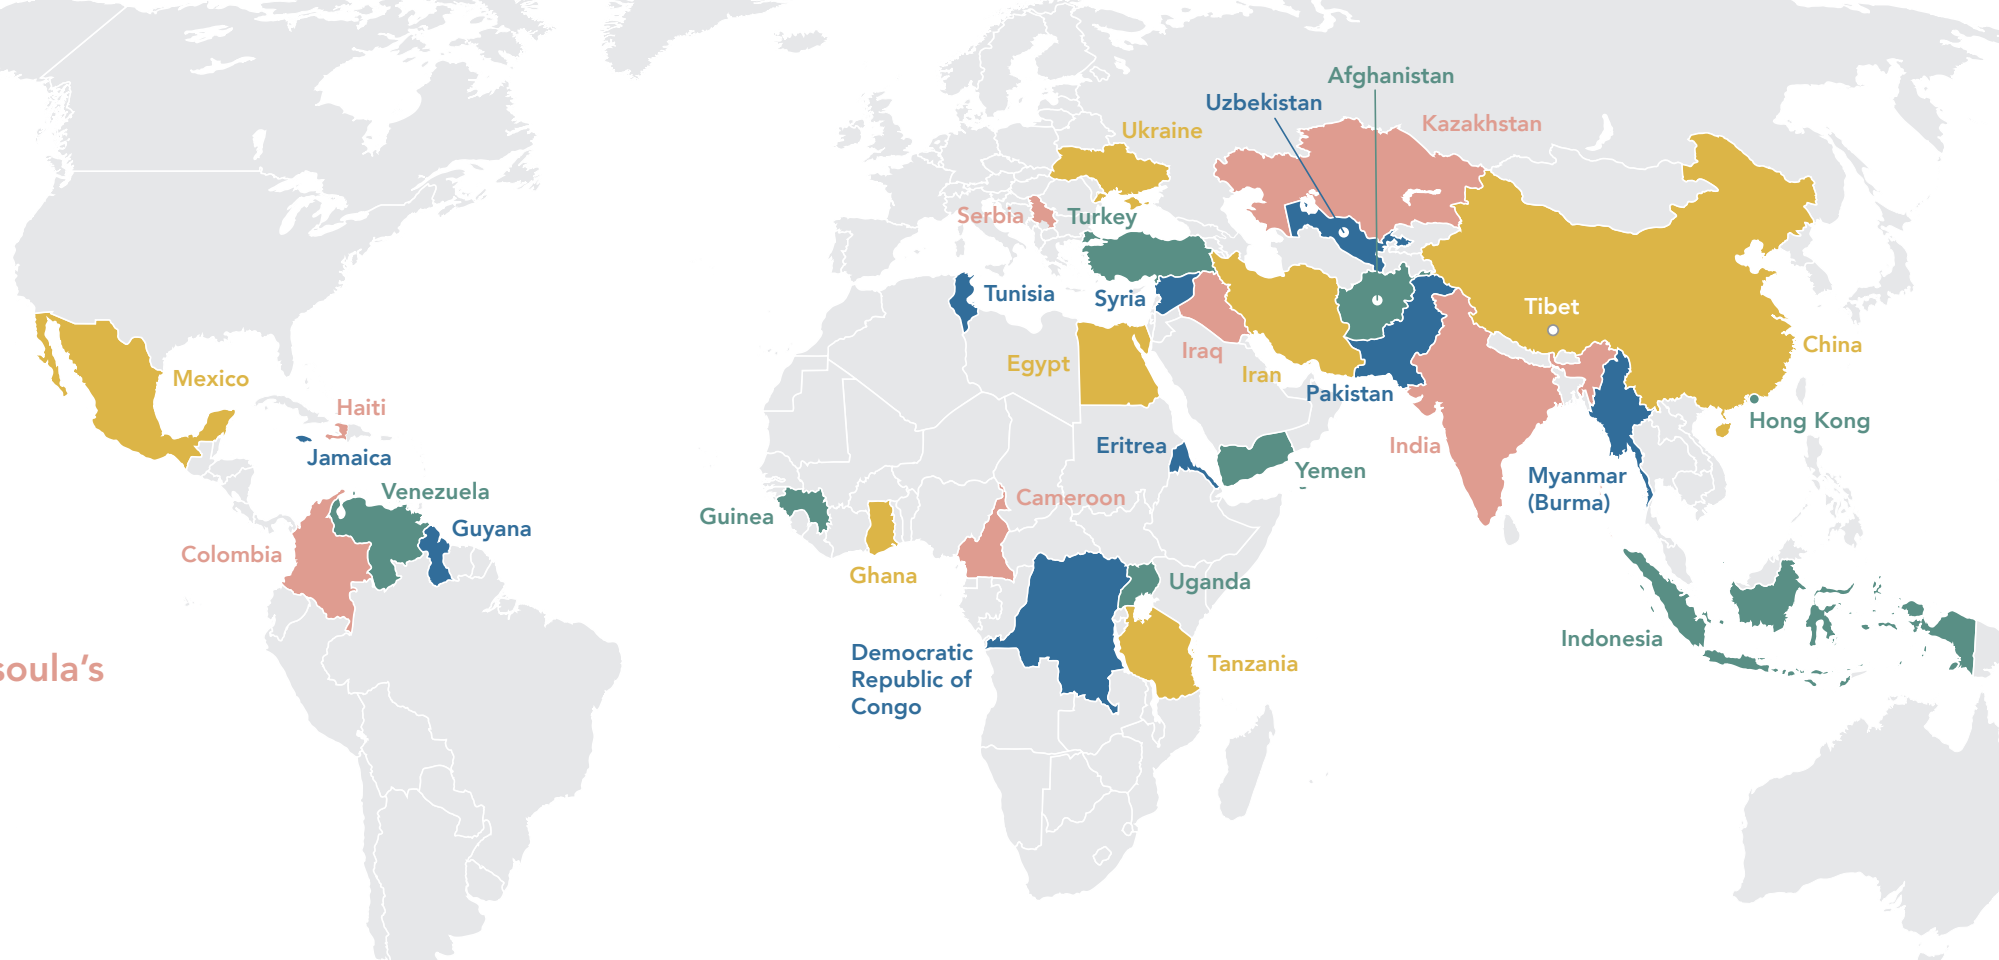 Afghanistan
Uzbekistan
Kazakhstan
Ukraine
Serbia
Turkey
Tunisia
Syria
Tibet
China
Iraq
Egypt
Iran
Mexico
Pakistan
Haiti
Hong Kong
Jamaica
Eritrea
India
Yemen
Myanmar
(Burma)
Venezuela
Cameroon
Guinea
Guyana
Colombia
Ghana
Uganda
Indonesia
Democratic
Republic of
Congo
Tanzania
soula’s